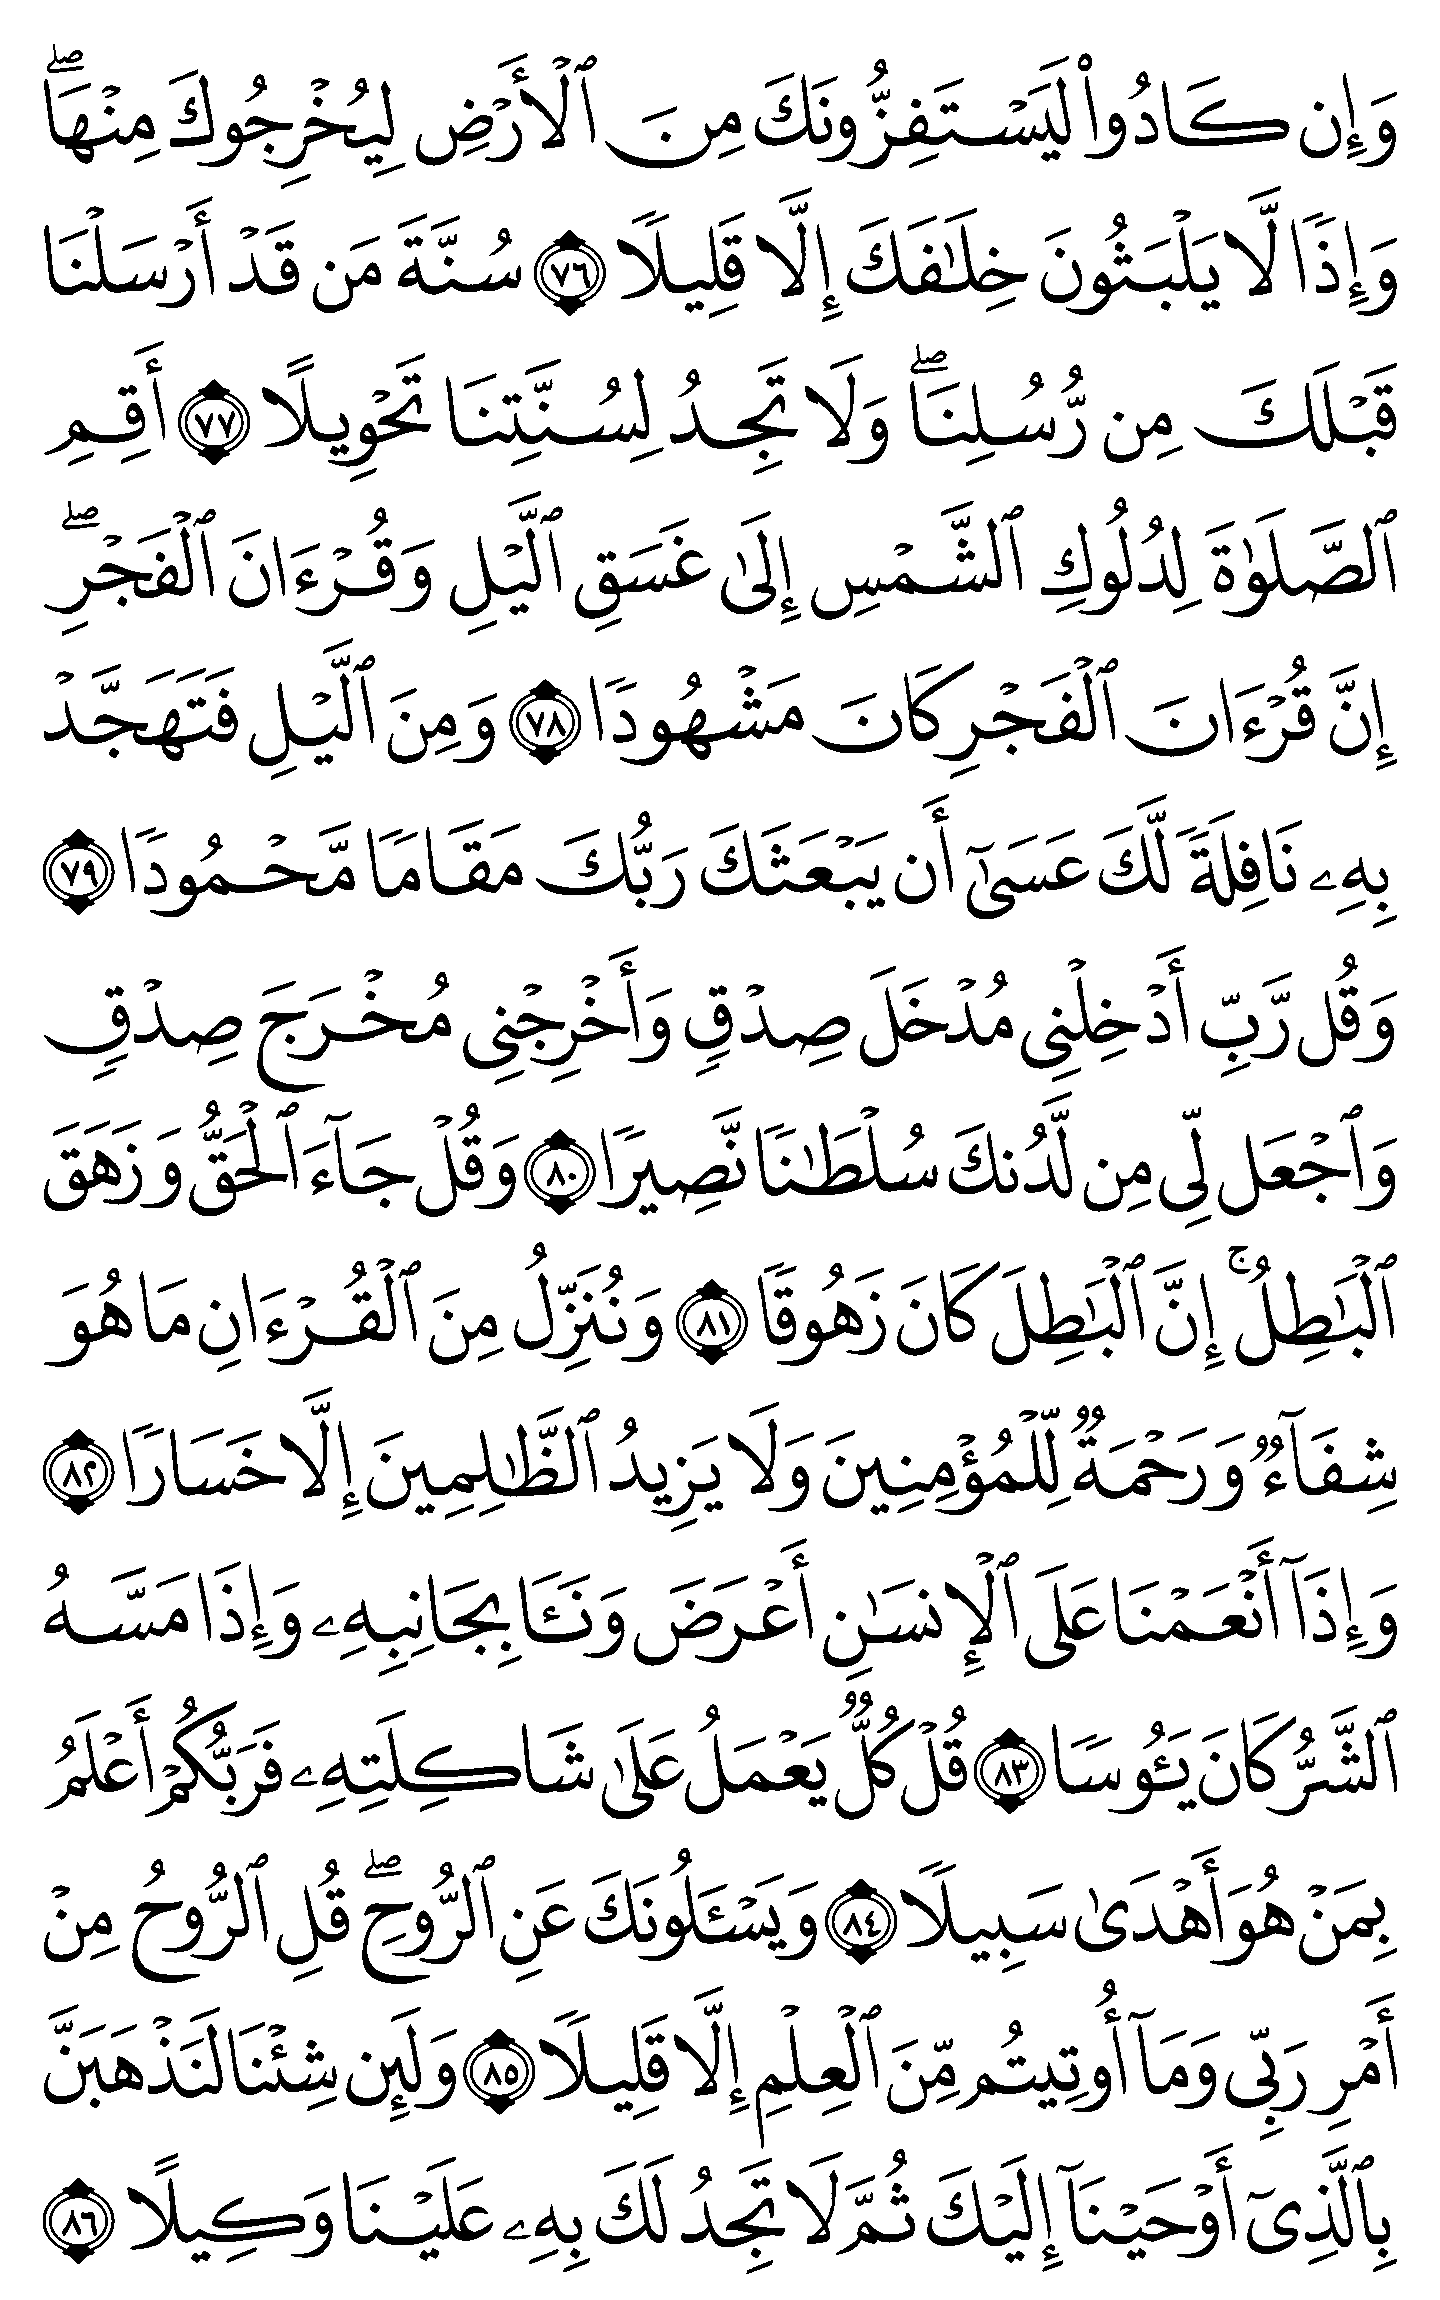 وَإِن كَادُواْ لَيَسْتَفِزُّونَكَ مِنَ ٱلْأَرْضِ لِيُخْرِجُوكَ مِنْهَاۖ
وَإِذًا لَّا يَلْبَثُونَ خِلَٰفَكَ إِلَّا قَلِيلًا ٧٦ سُنَّةَ مَن قَدْ أَرْسَلْنَا
قَبْلَكَ مِن رُّسُلِنَاۖ وَلَا تَجِدُ لِسُنَّتِنَا تَحْوِيلًا ٧٧ أَقِمِ
ٱلصَّلَوٰةَ لِدُلُوكِ ٱلشَّمْسِ إِلَىٰ غَسَقِ ٱلَّيْلِ وَقُرْءَانَ ٱلْفَجْرِۖ
إِنَّ قُرْءَانَ ٱلْفَجْرِ كَانَ مَشْهُودًا ٧٨ وَمِنَ ٱلَّيْلِ فَتَهَجَّدْ
بِهِۦ نَافِلَةً لَّكَ عَسَىٰٓ أَن يَبْعَثَكَ رَبُّكَ مَقَامًا مَّحْمُودًا ٧٩
وَقُل رَّبِّ أَدْخِلْنِى مُدْخَلَ صِدْقٍ وَأَخْرِجْنِى مُخْرَجَ صِدْقٍ
وَٱجْعَل لِّى مِن لَّدُنكَ سُلْطَٰنًا نَّصِيرًا ٨٠ وَقُلْ جَآءَ ٱلْحَقُّ وَزَهَقَ
ٱلْبَٰطِلُۚ إِنَّ ٱلْبَٰطِلَ كَانَ زَهُوقًا ٨١ وَنُنَزِّلُ مِنَ ٱلْقُرْءَانِ مَا هُوَ
شِفَآءٌ وَرَحْمَةٌ لِّلْمُؤْمِنِينَ وَلَا يَزِيدُ ٱلظَّٰلِمِينَ إِلَّا خَسَارًا ٨٢
وَإِذَآ أَنْعَمْنَا عَلَى ٱلْإِنسَٰنِ أَعْرَضَ وَنَـَٔا بِجَانِبِهِۦ وَإِذَا مَسَّهُ
ٱلشَّرُّ كَانَ يَـُٔوسًا ٨٣ قُلْ كُلٌّ يَعْمَلُ عَلَىٰ شَاكِلَتِهِۦ فَرَبُّكُمْ أَعْلَمُ
بِمَنْ هُوَ أَهْدَىٰ سَبِيلًا ٨٤ وَيَسْـَٔلُونَكَ عَنِ ٱلرُّوحِۖ قُلِ ٱلرُّوحُ مِنْ
أَمْرِ رَبِّى وَمَآ أُوتِيتُم مِّنَ ٱلْعِلْمِ إِلَّا قَلِيلًا ٨٥ وَلَئِن شِئْنَا لَنَذْهَبَنَّ
بِٱلَّذِىٓ أَوْحَيْنَآ إِلَيْكَ ثُمَّ لَا تَجِدُ لَكَ بِهِۦ عَلَيْنَا وَكِيلًا ٨٦